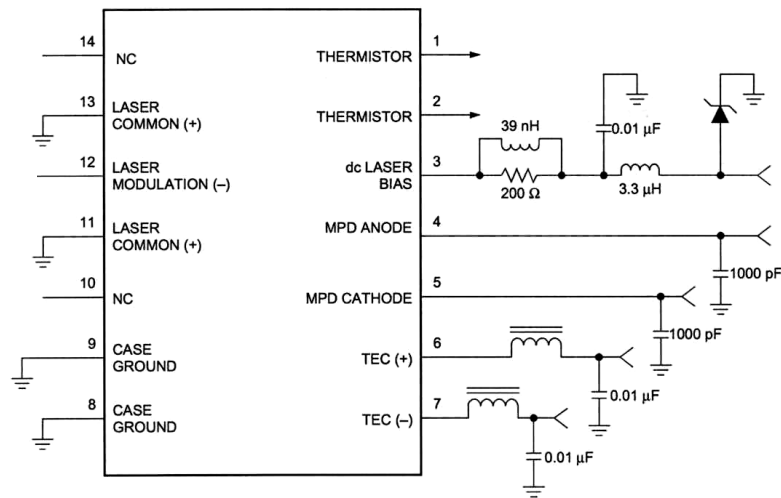 14
NC
13
LASER
COMMON (+)
12
LASER
MODULATION (–)
11
LASER
COMMON (+)
10
NC
9
CASE
GROUND
8
CASE
GROUND
THERMISTOR
1
THERMISTOR
2
dc LASER
BIAS
3
39 nH
200 Ω
0.01 μF
3.3 μH
MPD ANODE
4
1000 pF
MPD CATHODE
5
1000 pF
TEC (+)
6
0.01 μF
TEC (–)
7
0.01 μF